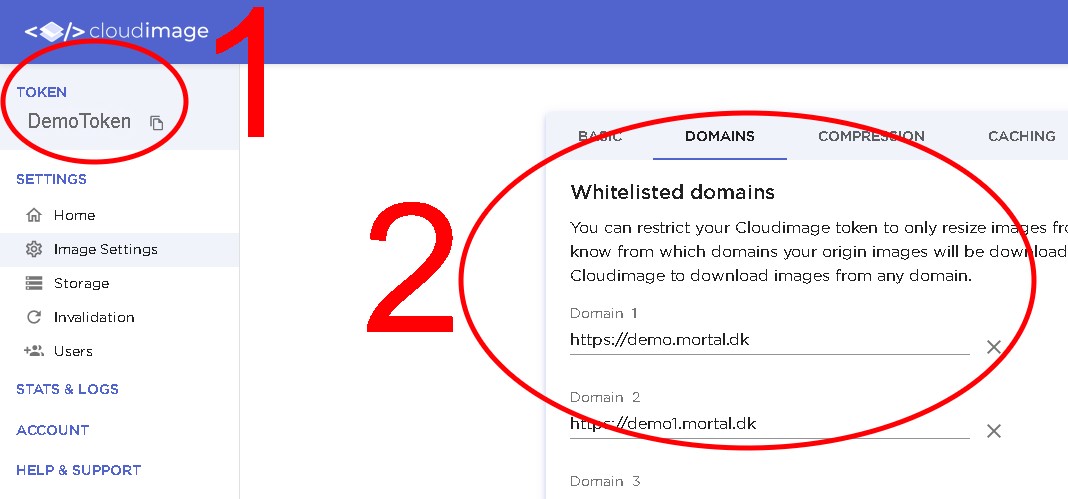 </> cloudimage
1
TOKEN
DemoToken
SETTINGS
Home
Image Settings
Storage
Invalidation
Users
STATS & LOGS
ACCOUNT
HELP & SUPPORT
2
BASIC DOMAINS COMPRESSION CACHING
Whitelisted domains
You can restrict your Cloudimage token to only resize images fro
know from which domains your origin images will be download
Cloudimage to download images from any domain.
Domain 1
https://demo.mortal.dk
Domain 2
https://demo1.mortal.dk
Domain 3